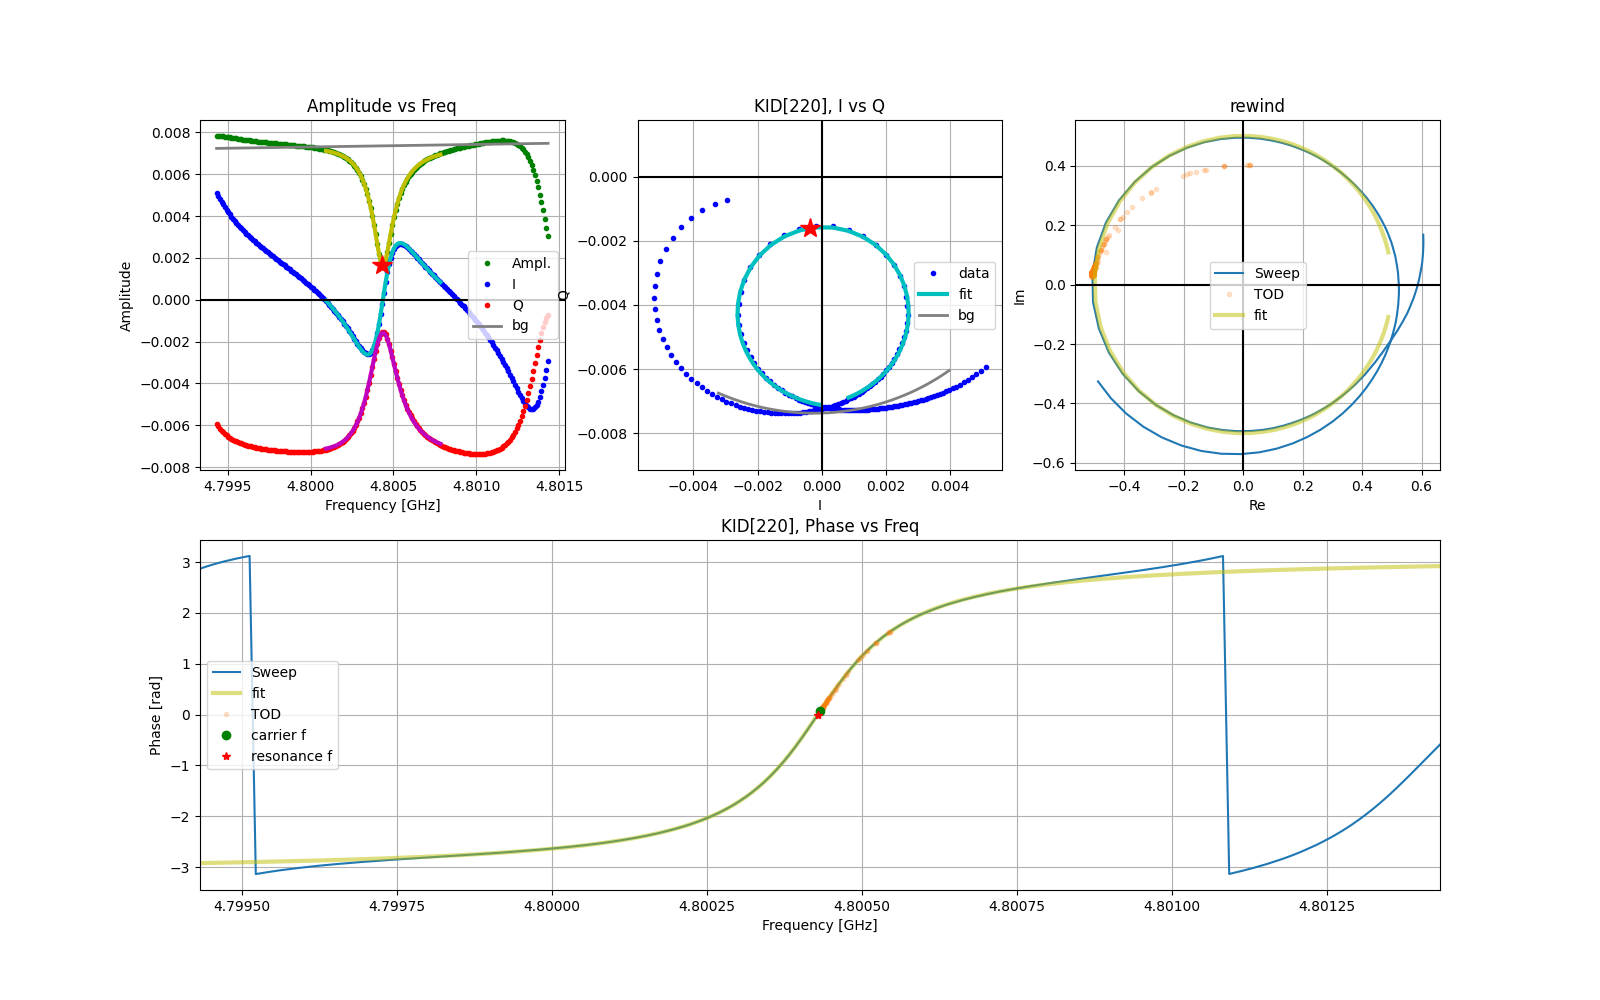 Amplitude vs Freq
0.008
0.006
0.004
0.002
0.000
−0.002
−0.004
−0.006
−0.008
Amplitude
Ampl.
I
Q
bg
4.7995 4.8000 4.8005 4.8010 4.8015
Frequency [GHz]
KID[220], I vs Q
0.000
−0.002
−0.004
−0.006
−0.008
Q
data
fit
bg
−0.004 −0.002 0.000 0.002 0.004
I
rewind
0.4
0.2
0.0
−0.2
−0.4
−0.6
Im
Sweep
TOD
fit
−0.4 −0.2 0.0 0.2 0.4 0.6
Re
KID[220], Phase vs Freq
3
2
1
0
−1
−2
−3
Phase [rad]
Sweep
fit
TOD
carrier f
resonance f
4.79950 4.79975 4.80000 4.80025 4.80050 4.80075 4.80100 4.80125
Frequency [GHz]